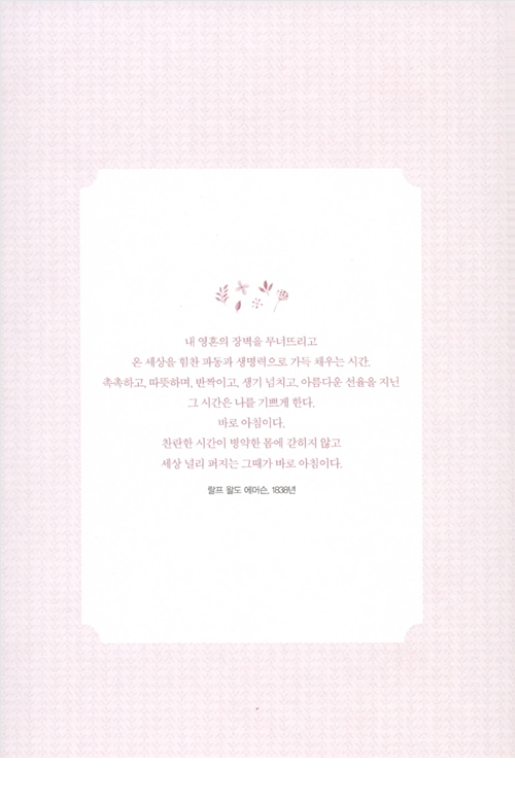 내 영혼의 장벽을 무너뜨리고
온 세상을 힘찬 파동과 생명력으로 가득 채우는 시간.
촉촉하고, 따뜻하며, 반짝이고, 생기 넘치고, 아름다운 선율을 지닌
그 시간은 나를 기쁘게 한다.
바로 아침이다.
찬란한 시간이 병약한 몸에 갇히지 않고
세상 널리 퍼지는 그때가 바로 아침이다.
랄프 왈도 에머슨, 1838년